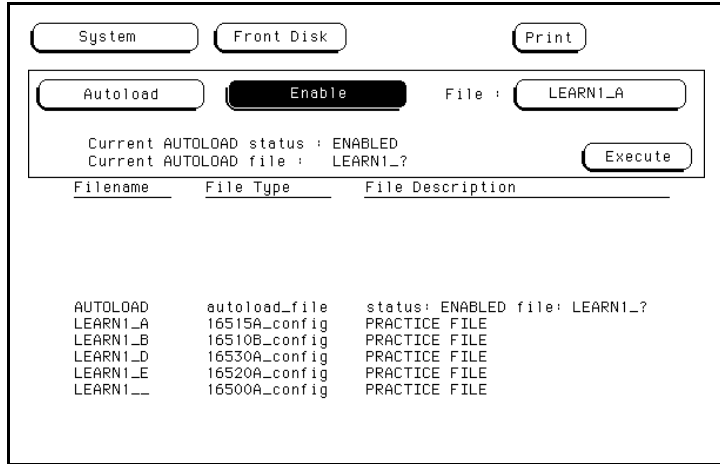 System Front Disk Print
Autoload Enable File : LEARN1_A
Current AUTOLOAD status : ENABLED
Current AUTOLOAD file : LEARN1_?
Execute
Filename File Type File Description
AUTOLOAD autoload_file status: ENABLED file: LEARN1_?
LEARN1_A 16515A_config PRACTICE FILE
LEARN1_B 16510B_config PRACTICE FILE
LEARN1_D 16530A_config PRACTICE FILE
LEARN1_E 16520A_config PRACTICE FILE
LEARN1__ 16500A_config PRACTICE FILE